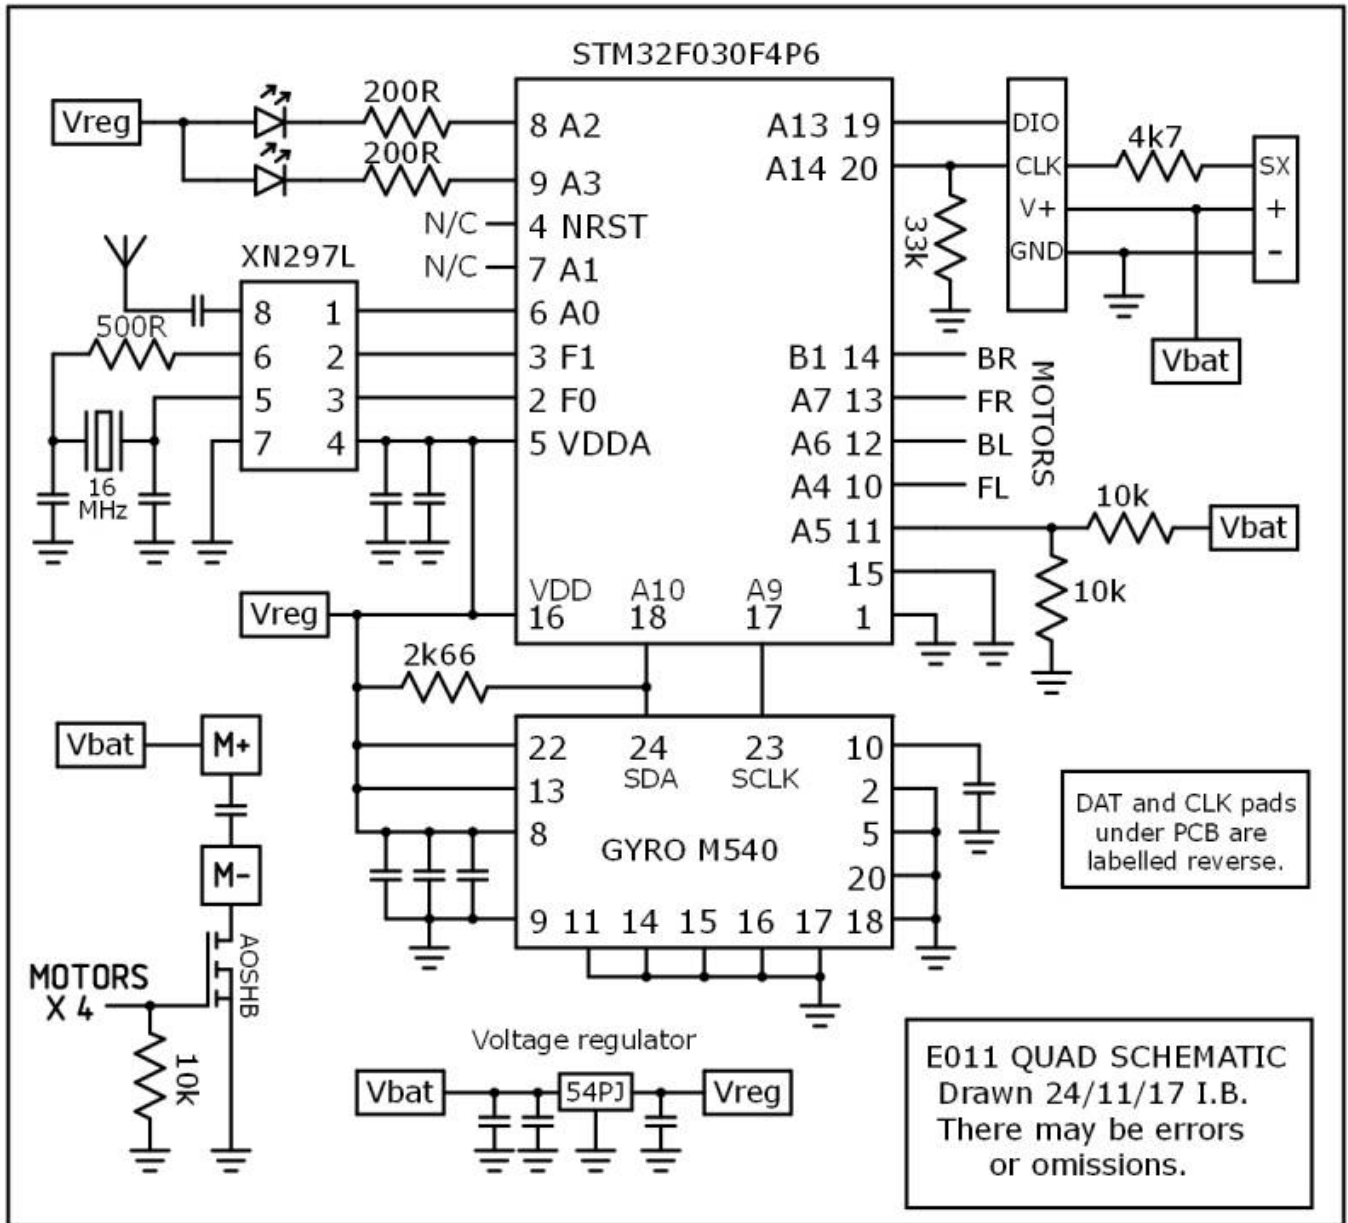 STM32F030F4P6
Vreg
200R
8 A2
200R
9 A3
N/C
4 NRST
N/C
7 A1
XN297L
8 1
6 A0
500R
6 2
3 F1
5 3
2 F0
7 4
5 VDDA
16
MHz
A13 19
A14 20
DIO
CLK
V+
GND
4k7
SX
+
-
33k
Vbat
B1 14
BR
A7 13
FR
A6 12
BL
A4 10
FL
MOTORS
A5 11
10k
Vbat
10k
15
1
Vreg
VDD A10 A9
16 18 17
2k66
22 24 23 10
SDA SCLK
13 2
8 5
GYRO M540
20
9 11 14 15 16 17 18
Vbat
M+
M-
AOSHB
MOTORS
X 4
10k
DAT and CLK pads
under PCB are
labelled reverse.
Voltage regulator
Vbat
54PJ
Vreg
E011 QUAD SCHEMATIC
Drawn 24/11/17 I.B.
There may be errors
or omissions.